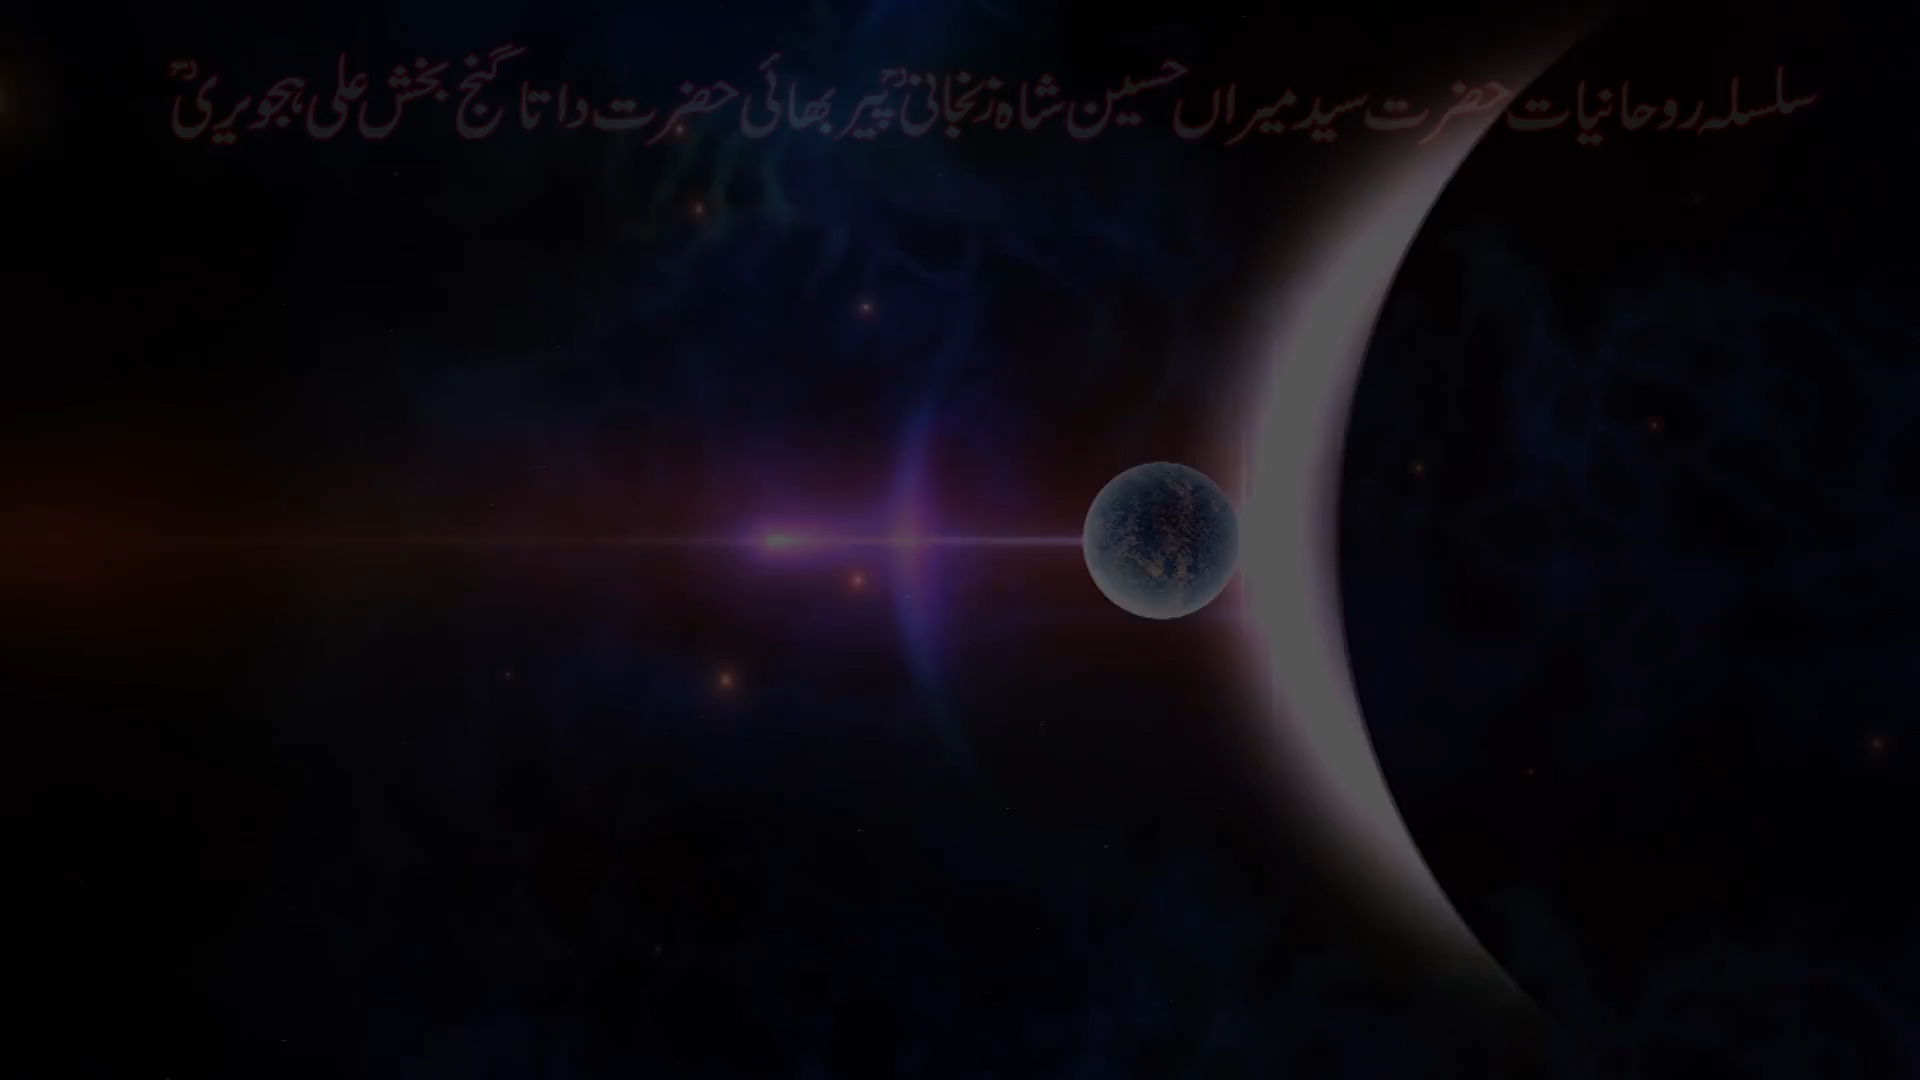 سلسلہ روحانیات حضرت سید میراں حسین شاہ زنجانیؒ پیر بھائی حضرت داتا گنج بخش علی ہجویریؒ